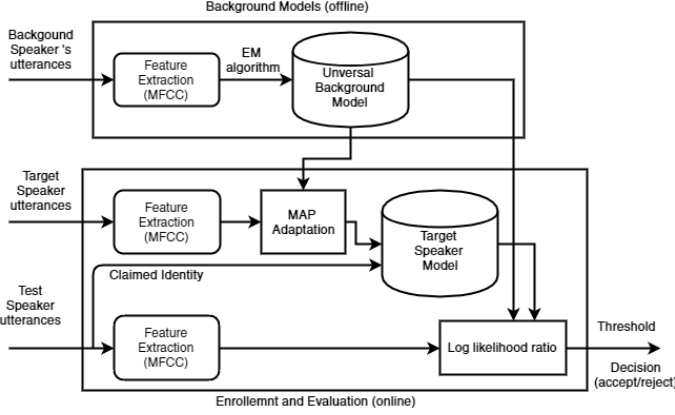 Background Models (offline)
Backgound
Speaker 's
utterances
Feature
Extraction
(MFCC)
EM
algorithm
Unversal
Background
Model
Target
Speaker
utterances
Feature
Extraction
(MFCC)
MAP
Adaptation
Target
Speaker
Model
Claimed Identity
Test
Speaker
utterances
Feature
Extraction
(MFCC)
Log likelihood ratio
Threshold
Decision
(accept/reject)
Enrollemnt and Evaluation (online)